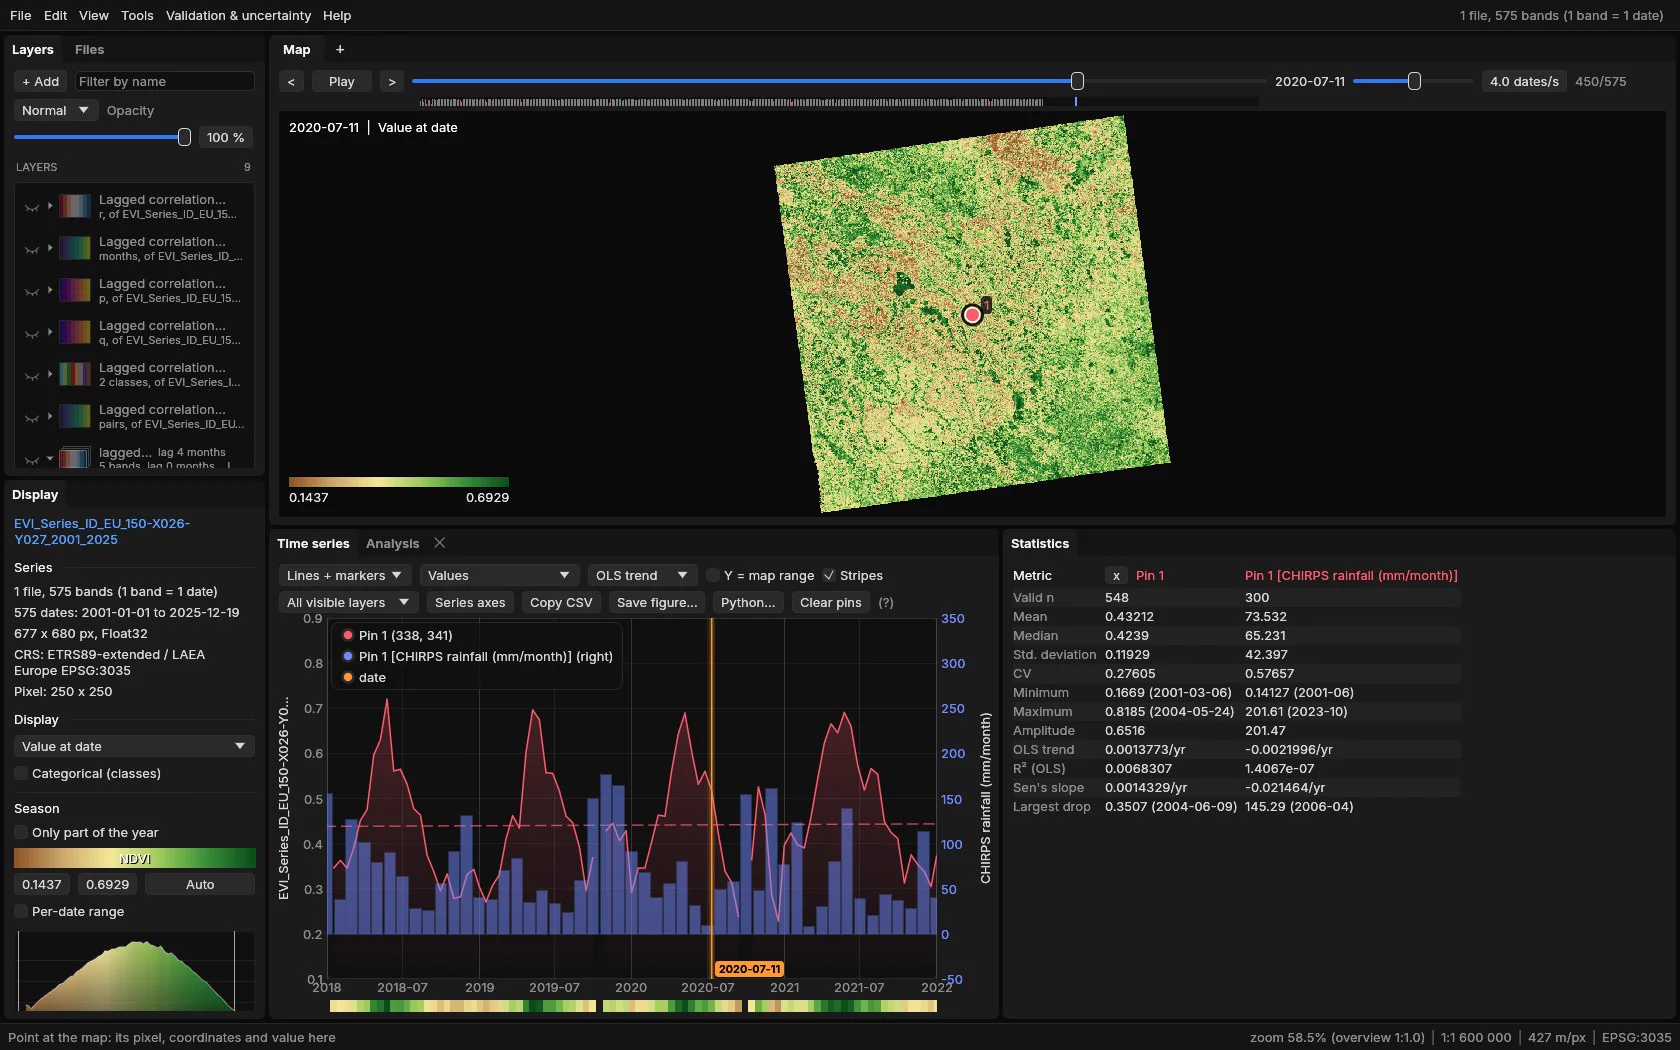 File Edit View Tools Validation & uncertainty Help
1 file, 575 bands (1 band = 1 date)
Layers Files
+ Add Filter by name
Normal Opacity
100 %
LAYERS 9
Lagged correlation...
r, of EVI_Series_ID_EU_15...
Lagged correlation...
months, of EVI_Series_ID_...
Lagged correlation...
p, of EVI_Series_ID_EU_15...
Lagged correlation...
q, of EVI_Series_ID_EU_15...
Lagged correlation...
2 classes, of EVI_Series_I...
Lagged correlation...
pairs, of EVI_Series_ID_EU...
lagged... lag 4 months
5 bands, lag 0 months...
Display
EVI_Series_ID_EU_150-X026-
Y027_2001_2025
Series
1 file, 575 bands (1 band = 1 date)
575 dates: 2001-01-01 to 2025-12-19
677 x 680 px, Float32
CRS: ETRS89-extended / LAEA
Europe EPSG:3035
Pixel: 250 x 250
Display
Value at date
Categorical (classes)
Season
Only part of the year
NDVI
0.1437 0.6929 Auto
Per-date range
Map +
< Play > 2020-07-11 4.0 dates/s 450/575
2020-07-11 | Value at date
1
0.1437 0.6929
Time series Analysis
Lines + markers Values OLS trend Y = map range Stripes
All visible layers Series axes Copy CSV Save figure... Python... Clear pins (?)
Pin 1 (338, 341)
Pin 1 [CHIRPS rainfall (mm/month)] (right)
date
EVI_Series_ID_EU_150-X026-Y0...
0.9
0.8
0.7
0.6
0.5
0.4
0.3
0.2
0.1
350
300
250
200
150
100
50
0
-50
CHIRPS rainfall (mm/month)
2020-07-11
2018 2018-07 2019 2019-07 2020 2020-07 2021 2021-07 2022
Statistics
Metric x Pin 1 Pin 1 [CHIRPS rainfall (mm/month)]
Valid n 548 300
Mean 0.43212 73.532
Median 0.4239 65.231
Std. deviation 0.11929 42.397
CV 0.27605 0.57657
Minimum 0.1669 (2001-03-06) 0.14127 (2001-06)
Maximum 0.8185 (2004-05-24) 201.61 (2023-10)
Amplitude 0.6516 201.47
OLS trend 0.0013773/yr -0.0021996/yr
R² (OLS) 0.0068307 1.4067e-07
Sen's slope 0.0014329/yr -0.021464/yr
Largest drop 0.3507 (2004-06-09) 145.29 (2006-04)
Point at the map: its pixel, coordinates and value here
zoom 58.5% (overview 1:1.0) | 1:1 600 000 | 427 m/px | EPSG:3035